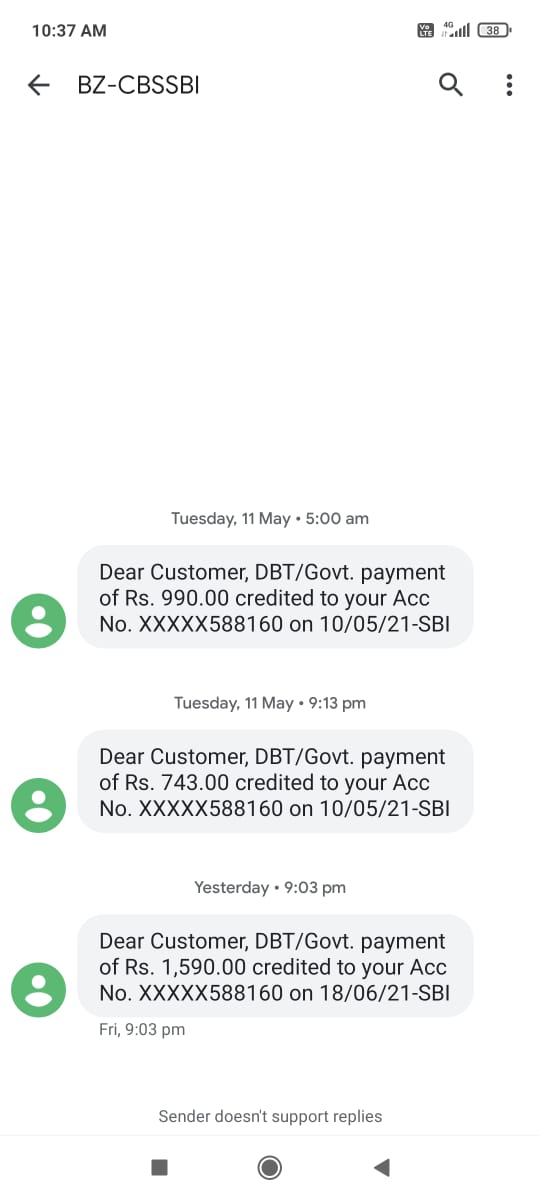 10:37 AM
Vo LTE 4G 38
BZ-CBSSBI
Tuesday, 11 May • 5:00 am
Dear Customer, DBT/Govt. payment
of Rs. 990.00 credited to your Acc
No. XXXXX588160 on 10/05/21-SBI
Tuesday, 11 May • 9:13 pm
Dear Customer, DBT/Govt. payment
of Rs. 743.00 credited to your Acc
No. XXXXX588160 on 10/05/21-SBI
Yesterday • 9:03 pm
Dear Customer, DBT/Govt. payment
of Rs. 1,590.00 credited to your Acc
No. XXXXX588160 on 18/06/21-SBI
Fri, 9:03 pm
Sender doesn't support replies